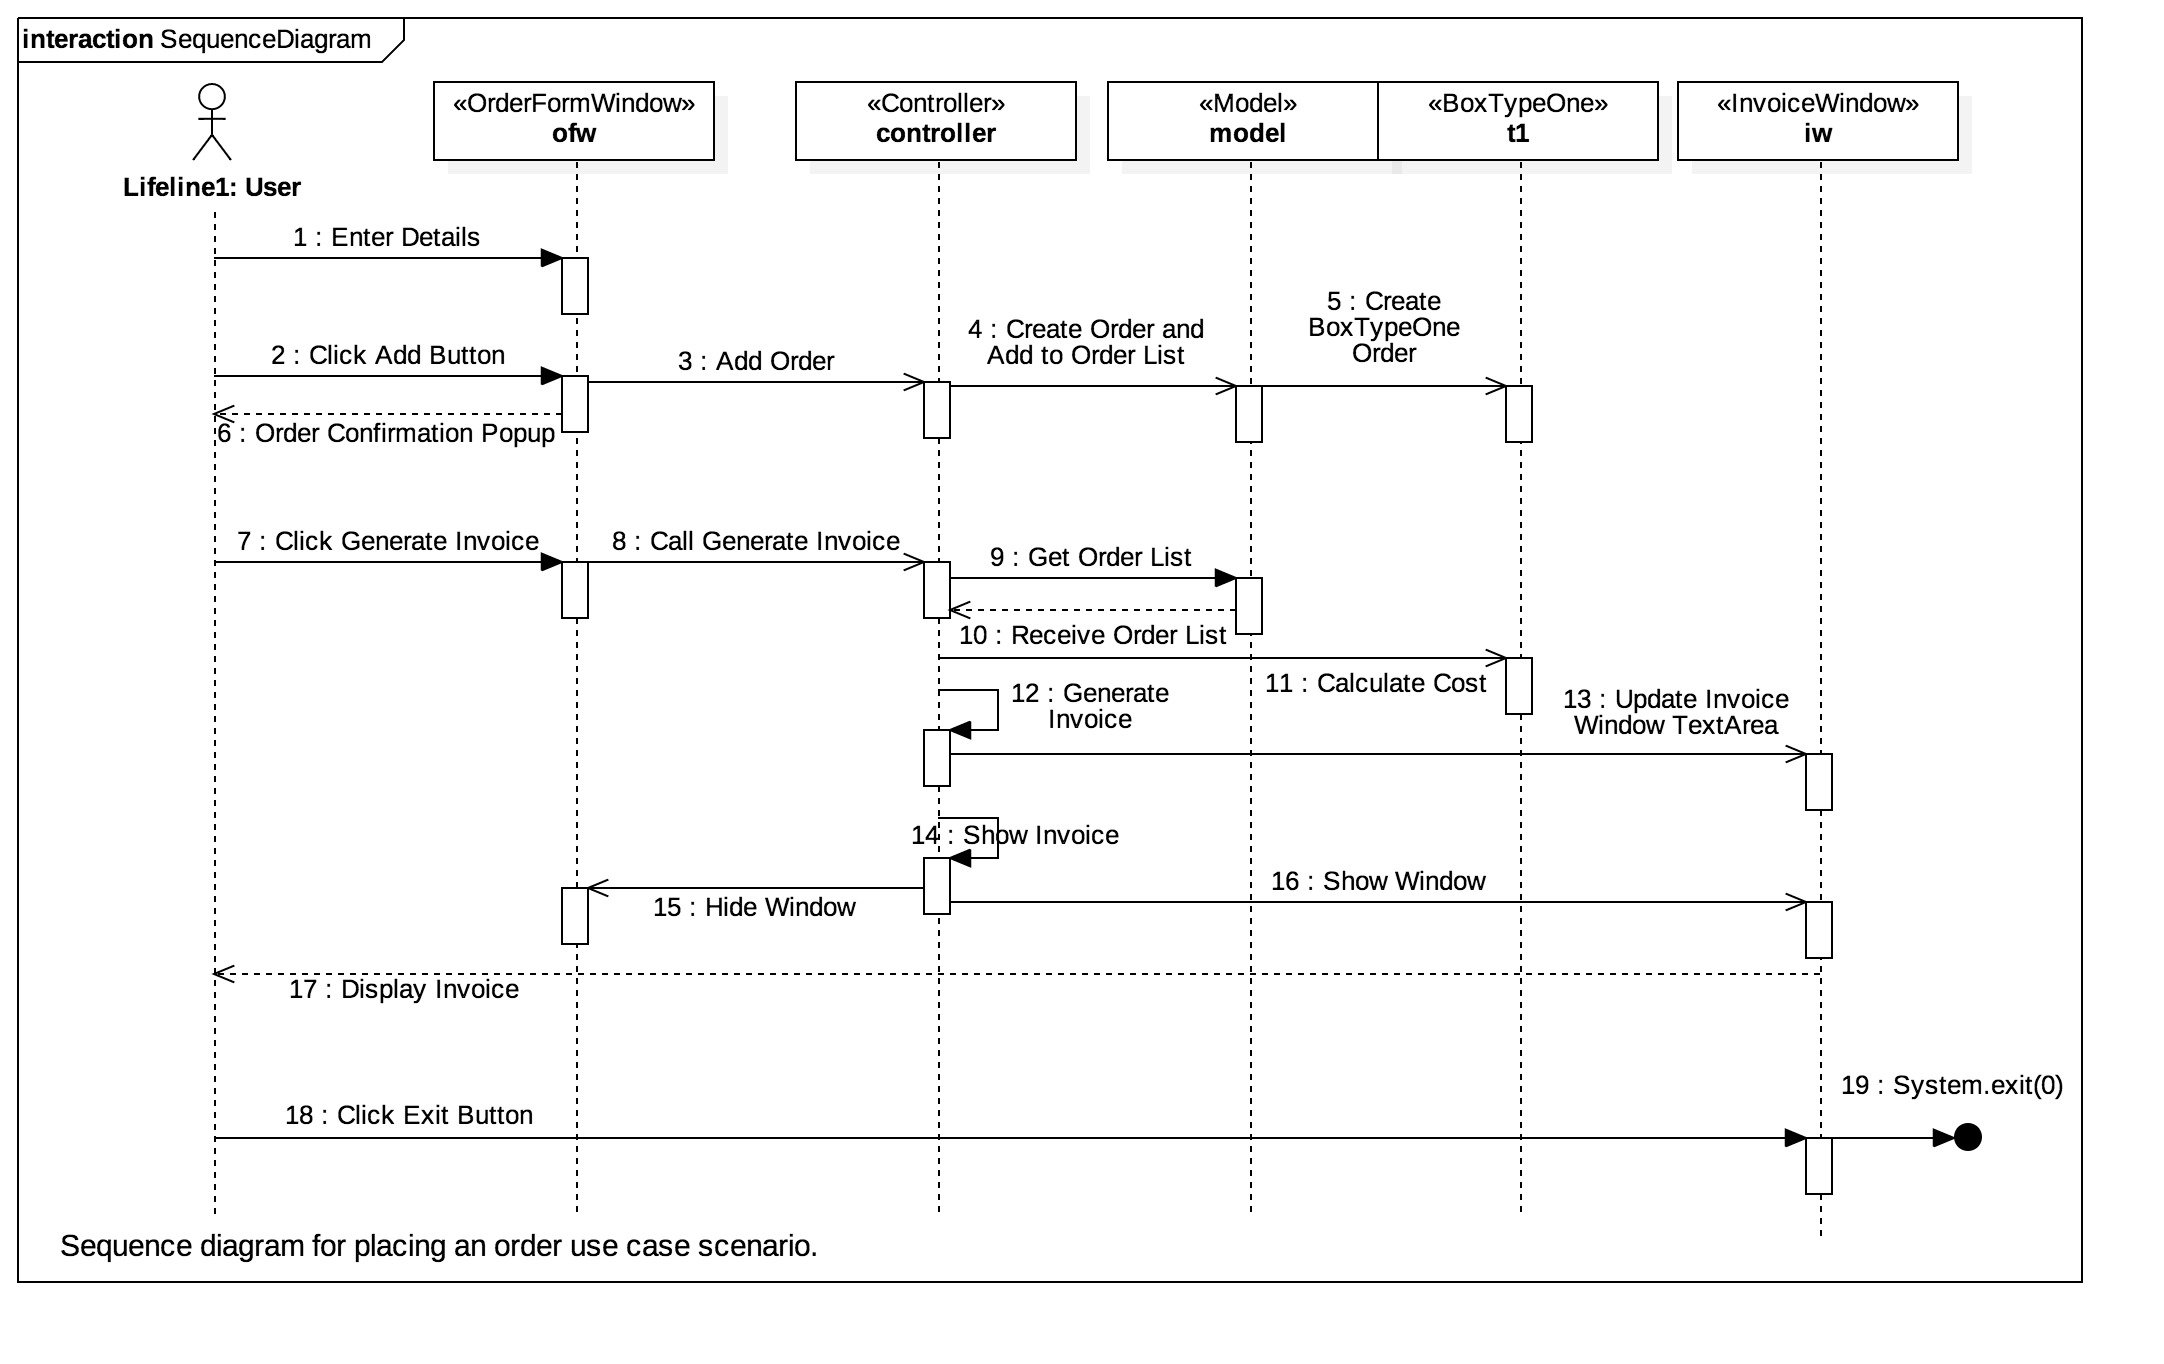 interaction SequenceDiagram
«OrderFormWindow»
ofw
«Controller»
controller
«Model»
model
«BoxTypeOne»
t1
«InvoiceWindow»
iw
Lifeline1: User
1 : Enter Details
2 : Click Add Button
3 : Add Order
4 : Create Order and
Add to Order List
5 : Create
BoxTypeOne
Order
6 : Order Confirmation Popup
7 : Click Generate Invoice
8 : Call Generate Invoice
9 : Get Order List
10 : Receive Order List
11 : Calculate Cost
12 : Generate
Invoice
13 : Update Invoice
Window TextArea
14 : Show Invoice
15 : Hide Window
16 : Show Window
17 : Display Invoice
18 : Click Exit Button
19 : System.exit(0)
Sequence diagram for placing an order use case scenario.